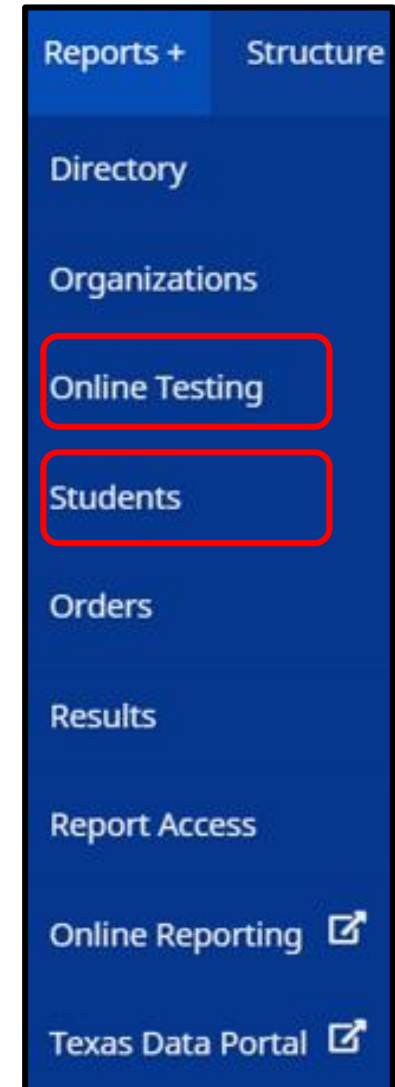 Reports + Structure
Directory
Organizations
Online Testing
Students
Orders
Results
Report Access
Online Reporting
Texas Data Portal